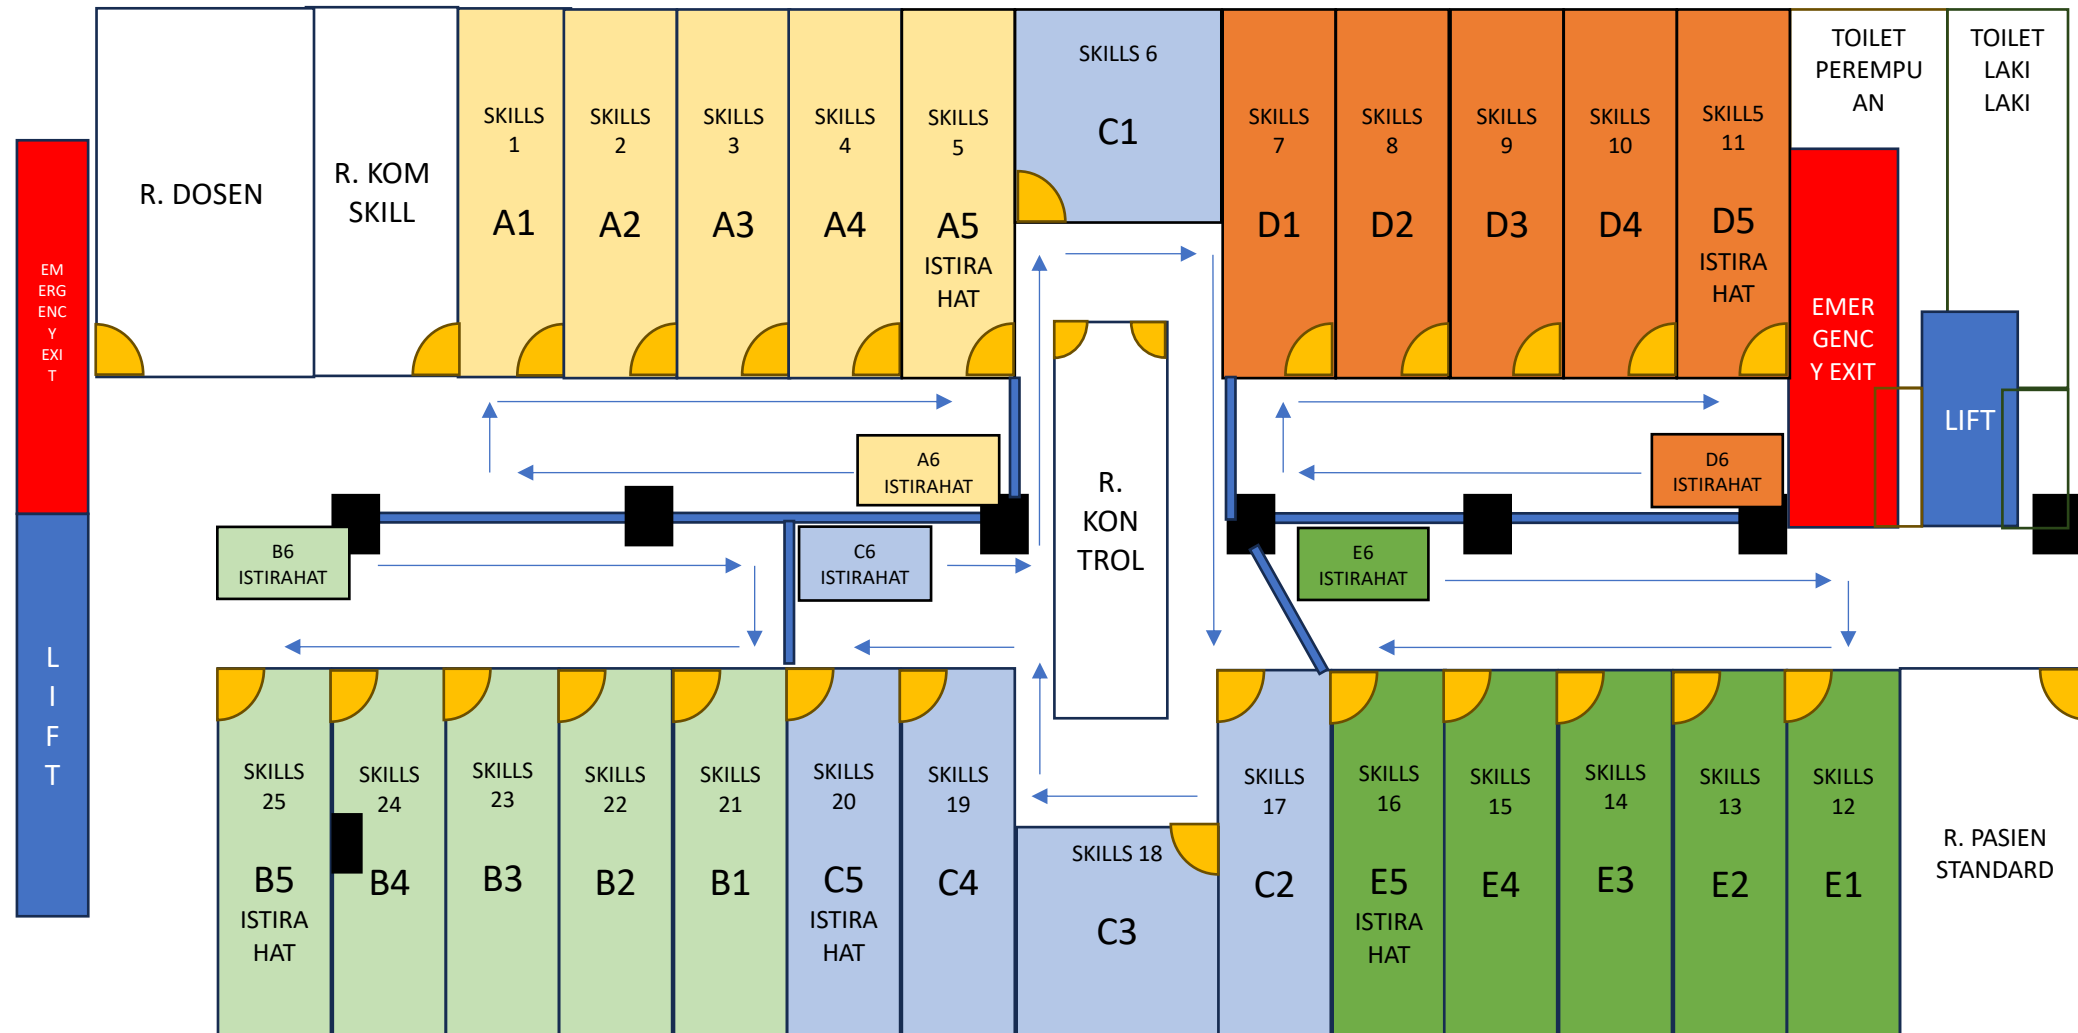 R. DOSEN
R. KOM
SKILL
SKILLS
1
A1
SKILLS
2
A2
SKILLS
3
A3
SKILLS
4
A4
SKILLS
5
A5
ISTIRA
HAT
SKILLS 6
C1
SKILLS
7
D1
SKILLS
8
D2
SKILLS
9
D3
SKILLS
10
D4
SKILL5
11
D5
ISTIRA
HAT
TOILET
PEREMPU
AN
TOILET
LAKI
LAKI
EM
ERG
ENC
Y
EXI
T
EMER
GENC
Y EXIT
LIFT
A6
ISTIRAHAT
D6
ISTIRAHAT
R.
KON
TROL
B6
ISTIRAHAT
C6
ISTIRAHAT
E6
ISTIRAHAT
L
I
F
T
SKILLS
25
B5
ISTIRA
HAT
SKILLS
24
B4
SKILLS
23
B3
SKILLS
22
B2
SKILLS
21
B1
SKILLS
20
C5
ISTIRA
HAT
SKILLS
19
C4
SKILLS 18
C3
SKILLS
17
C2
SKILLS
16
E5
ISTIRA
HAT
SKILLS
15
E4
SKILLS
14
E3
SKILLS
13
E2
SKILLS
12
E1
R. PASIEN
STANDARD